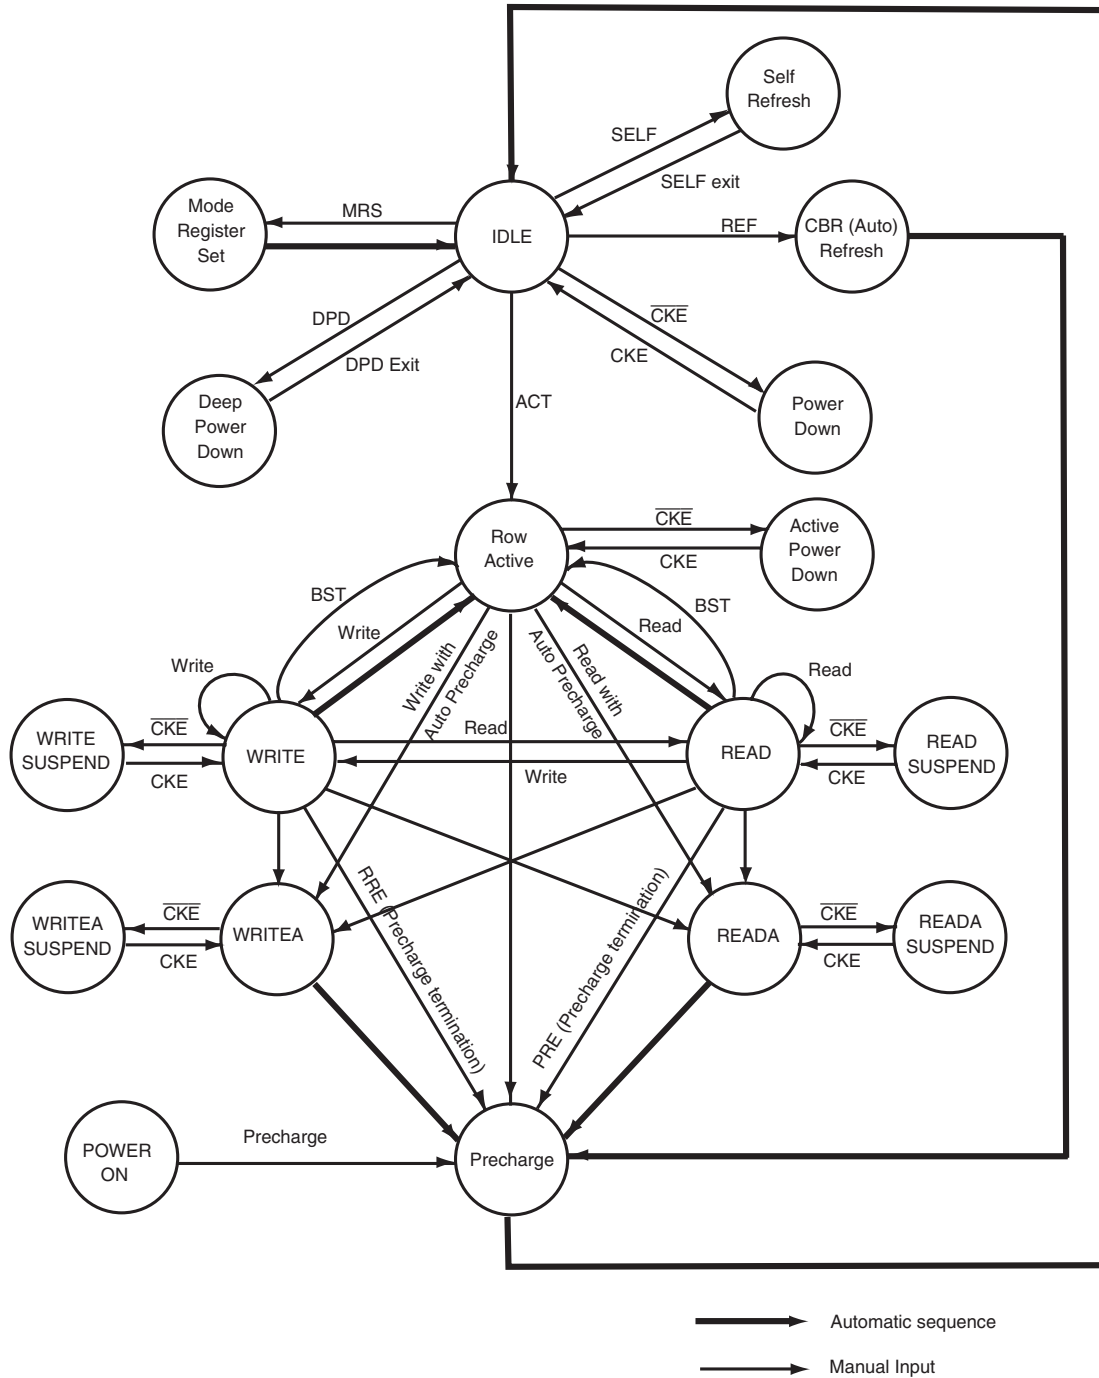 Self
Refresh
SELF
SELF exit
Mode
Register
Set
MRS
IDLE
REF
CBR (Auto)
Refresh
DPD
DPD Exit
CKE
CKE
Deep
Power
Down
ACT
Power
Down
Row
Active
CKE
CKE
Active
Power
Down
BST
BST
Write
Read
Write with
Auto Precharge
Read with
Auto Precharge
Write
Read
WRITE
SUSPEND
CKE
CKE
WRITE
Read
Write
READ
CKE
CKE
READ
SUSPEND
WRITEA
SUSPEND
CKE
CKE
WRITEA
RRE (Precharge termination)
PRE (Precharge termination)
READA
CKE
CKE
READA
SUSPEND
POWER
ON
Precharge
Precharge
Automatic sequence
Manual Input